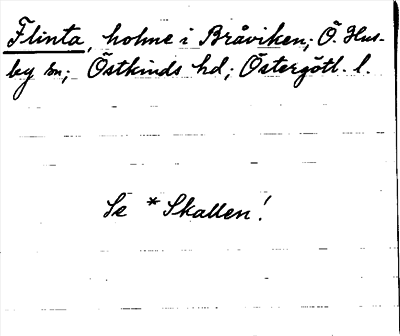 Flinta, holme i Bråviken; Ö. Hus-
by sn; Östkinds hd; Östergötl. l.
Se *Skallen!